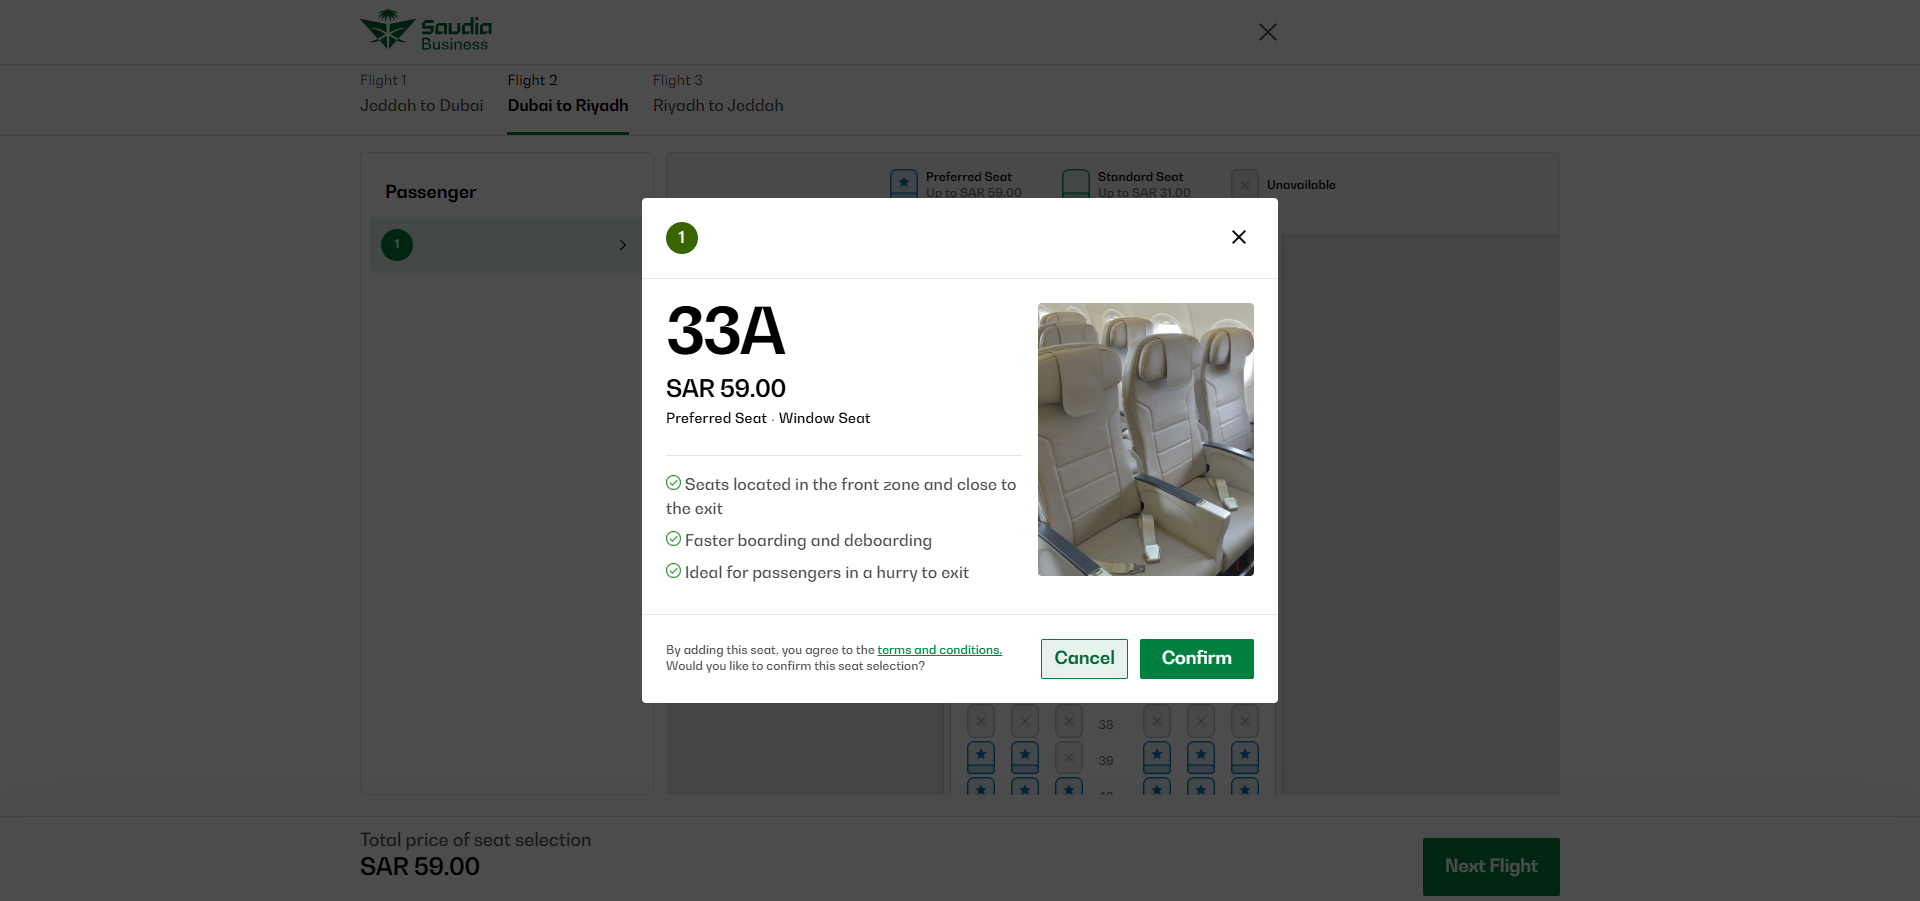 Saudia
Business
Flight 1
Jeddah to Dubai
Flight 2
Dubai to Riyadh
Flight 3
Riyadh to Jeddah
Passenger
1
Preferred Seat
Up to SAR 59.00
Standard Seat
Up to SAR 31.00
Unavailable
1
33A
SAR 59.00
Preferred Seat · Window Seat
Seats located in the front zone and close to
the exit
Faster boarding and deboarding
Ideal for passengers in a hurry to exit
By adding this seat, you agree to the terms and conditions.
Would you like to confirm this seat selection?
Cancel
Confirm
38
39
Total price of seat selection
SAR 59.00
Next Flight